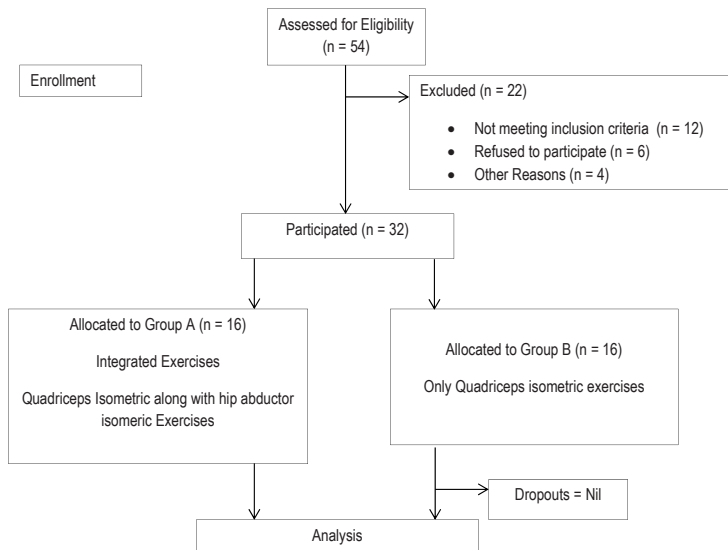 Assessed for Eligibility
(n = 54)
Enrollment
Excluded (n = 22)
• Not meeting inclusion criteria (n = 12)
• Refused to participate (n = 6)
• Other Reasons (n = 4)
Participated (n = 32)
Allocated to Group A (n = 16)
Integrated Exercises
Quadriceps Isometric along with hip abductor
isomeric Exercises
Allocated to Group B (n = 16)
Only Quadriceps isometric exercises
Dropouts = Nil
Analysis